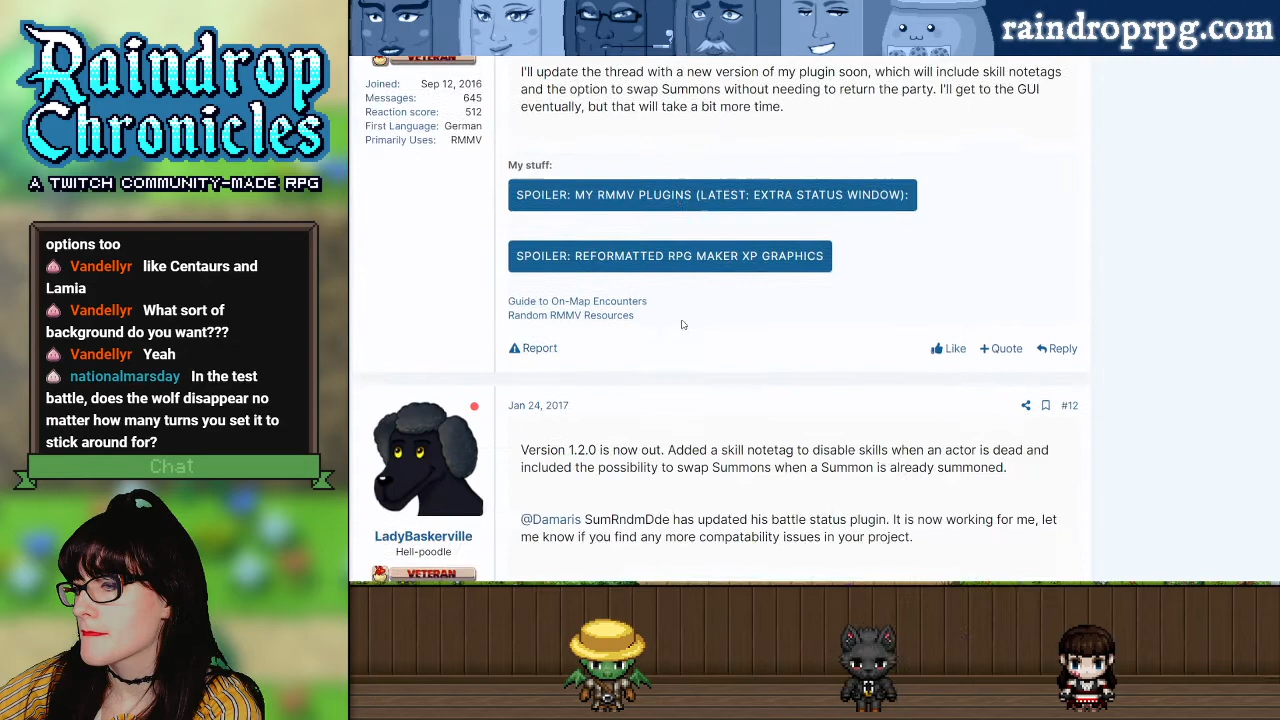 Raindrop
Chronicles
A TWITCH COMMUNITY-MADE RPG
options too
Vandellyr like Centaurs and
Lamia
Vandellyr What sort of
background do you want???
Vandellyr Yeah
nationalmarsday In the test
battle, does the wolf disappear no
matter how many turns you set it to
stick around for?
Chat
raindroprpg.com
VETERAN
Joined: Sep 12, 2016
Messages: 645
Reaction score: 512
First Language: German
Primarily Uses: RMMV
I'll update the thread with a new version of my plugin soon, which will include skill notetags
and the option to swap Summons without needing to return the party. I'll get to the GUI
eventually, but that will take a bit more time.
My stuff:
SPOILER: MY RMMV PLUGINS (LATEST: EXTRA STATUS WINDOW):
SPOILER: REFORMATTED RPG MAKER XP GRAPHICS
Guide to On-Map Encounters
Random RMMV Resources
Report
Like
Quote
Reply
Jan 24, 2017
#12
Version 1.2.0 is now out. Added a skill notetag to disable skills when an actor is dead and
included the possibility to swap Summons when a Summon is already summoned.
@Damaris SumRndmDde has updated his battle status plugin. It is now working for me, let
me know if you find any more compatability issues in your project.
LadyBaskerville
Hell-poodle
VETERAN